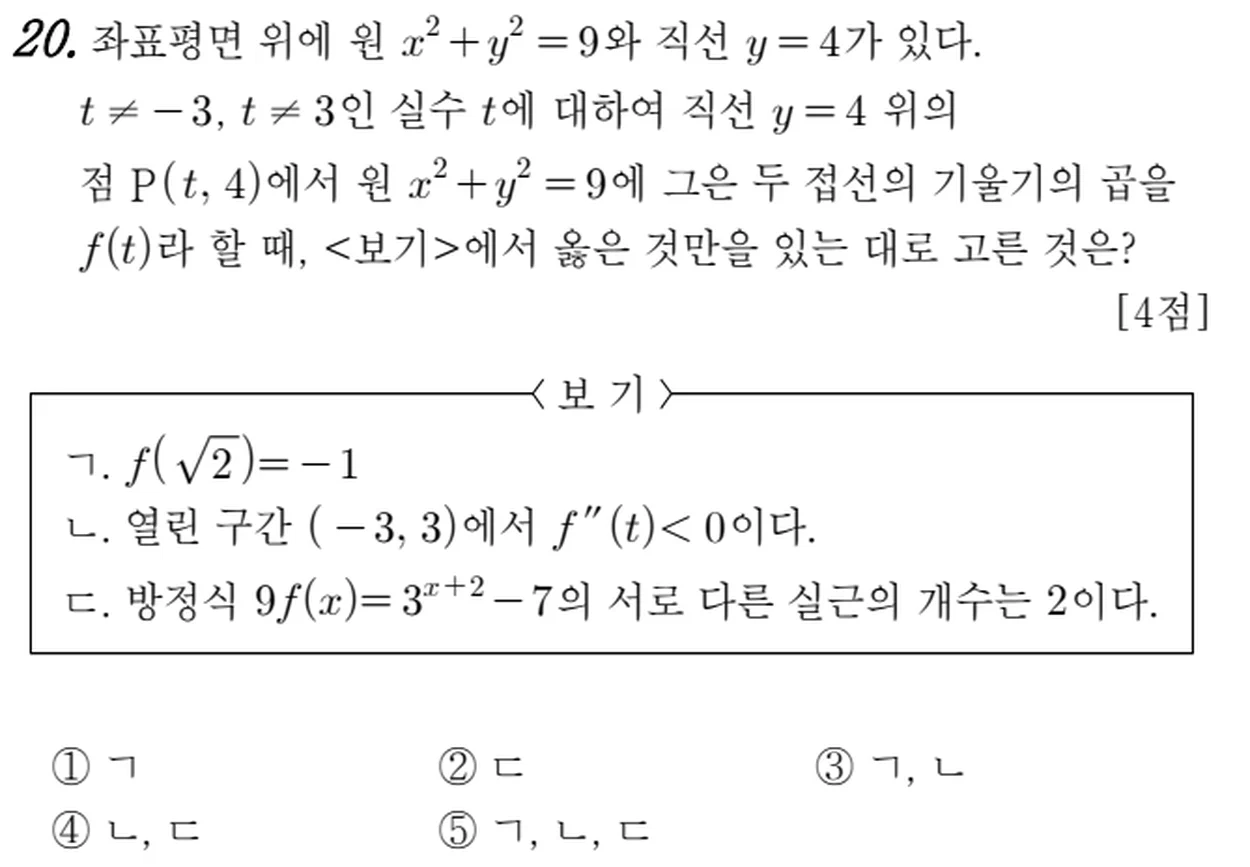 20. 좌표평면 위에 원 x²+y²=9와 직선 y=4가 있다.
t≠-3, t≠3인 실수 t에 대하여 직선 y=4 위의
점 P(t, 4)에서 원 x²+y²=9에 그은 두 접선의 기울기의 곱을
f(t)라 할 때, <보기>에서 옳은 것만을 있는 대로 고른 것은?
[4점]
〈보기〉
ㄱ. f(√2)=-1
ㄴ. 열린 구간 (-3, 3)에서 f″(t)<0이다.
ㄷ. 방정식 9f(x)=3^{x+2}-7의 서로 다른 실근의 개수는 2이다.
① ㄱ ② ㄷ ③ ㄱ, ㄴ
④ ㄴ, ㄷ ⑤ ㄱ, ㄴ, ㄷ